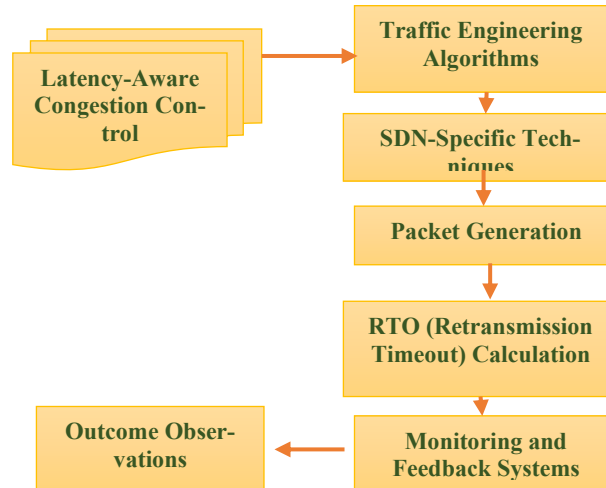 Latency-Aware
Congestion Con-
trol
Traffic Engineering
Algorithms
SDN-Specific Tech-
niques
Packet Generation
RTO (Retransmission
Timeout) Calculation
Monitoring and
Feedback Systems
Outcome Obser-
vations